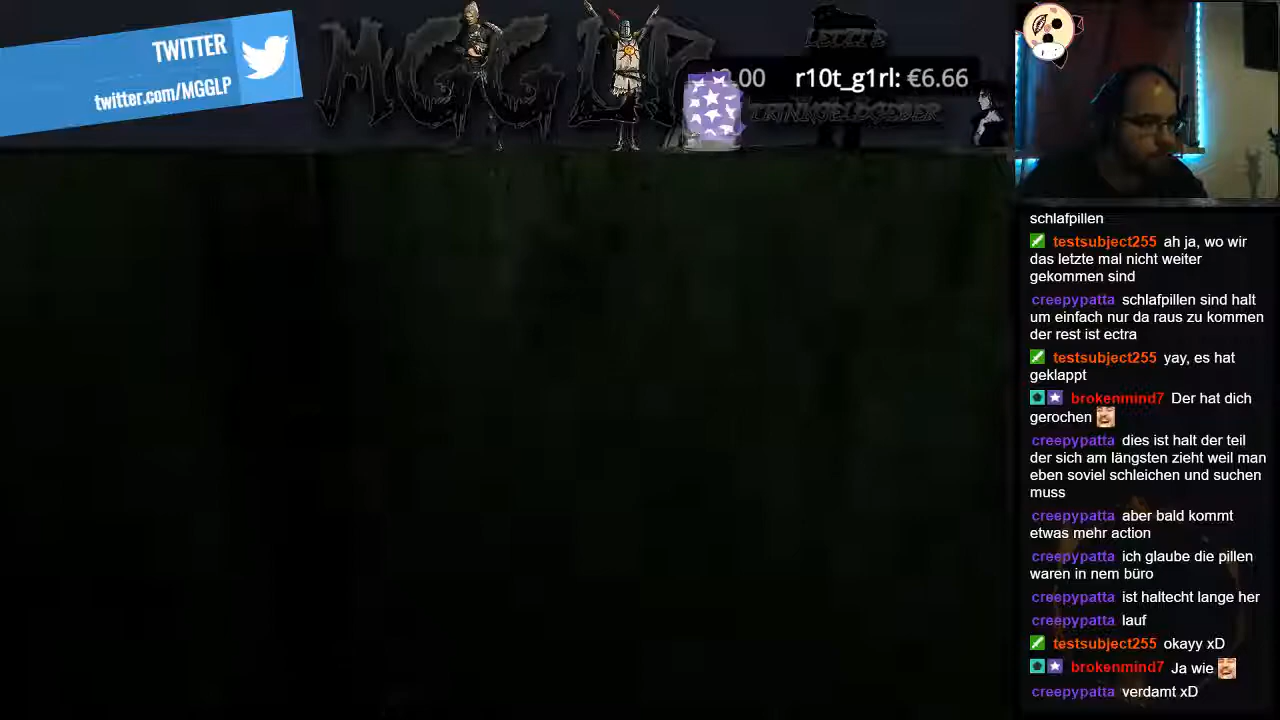 TWITTER
twitter.com/MGGLP
MGGLP
LETZTE
0.00 r10t_g1rl: €6.66
TRINKGELDGEBER
schlafpillen
testsubject255 ah ja, wo wir
das letzte mal nicht weiter
gekommen sind
creepypatta schlafpillen sind halt
um einfach nur da raus zu kommen
der rest ist ectra
testsubject255 yay, es hat
geklappt
brokenmind7 Der hat dich
gerochen
creepypatta dies ist halt der teil
der sich am längsten zieht weil man
eben soviel schleichen und suchen
muss
creepypatta aber bald kommt
etwas mehr action
creepypatta ich glaube die pillen
waren in nem büro
creepypatta ist haltecht lange her
creepypatta lauf
testsubject255 okayy xD
brokenmind7 Ja wie
creepypatta verdamt xD